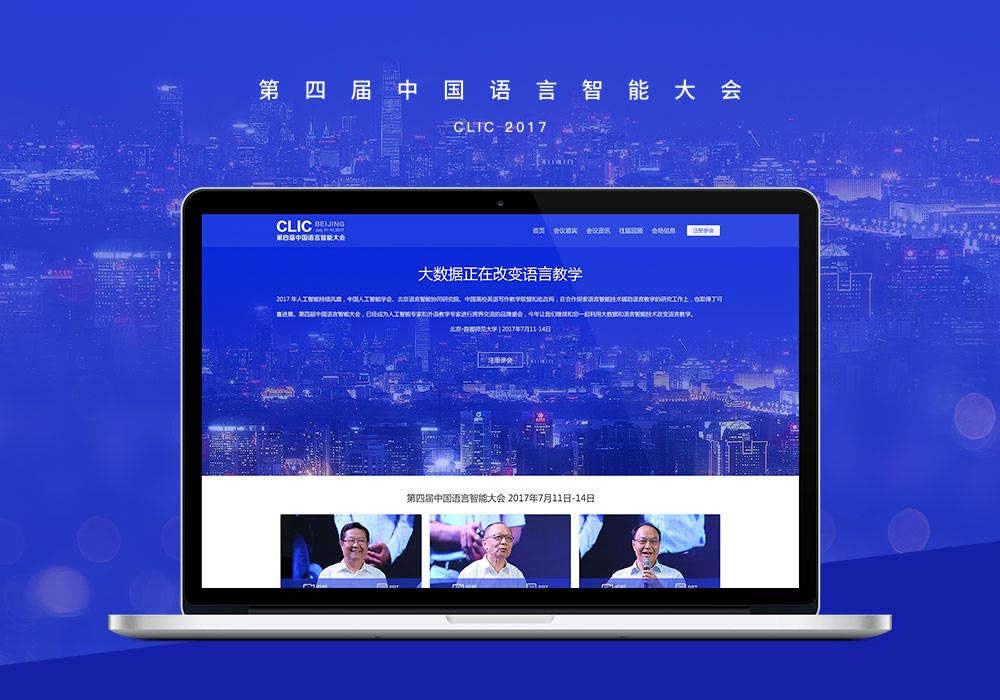 第四届中国语言智能大会
CLIC 2017
CLIC BEIJING
July 11-14 2017
第四届中国语言智能大会
首页 会议嘉宾 会议资讯 往届回顾 会场信息 注册参会
大数据正在改变语言教学
2017 年人工智能持续风靡，中国人工智能学会、北京语言智能协同研究院、中国高校英语写作教学联盟和批改网，在合作探索语言智能技术辅助语言教学的研究工作上，也取得了可
喜进展。第四届中国语言智能大会，已经成为人工智能专家和外语教学专家进行跨界交流的品牌盛会，今年让我们继续和您一起利用大数据和语言智能技术改变语言教学。
北京•首都师范大学 | 2017年7月11-14日
注册参会
第四届中国语言智能大会 2017年7月11日-14日